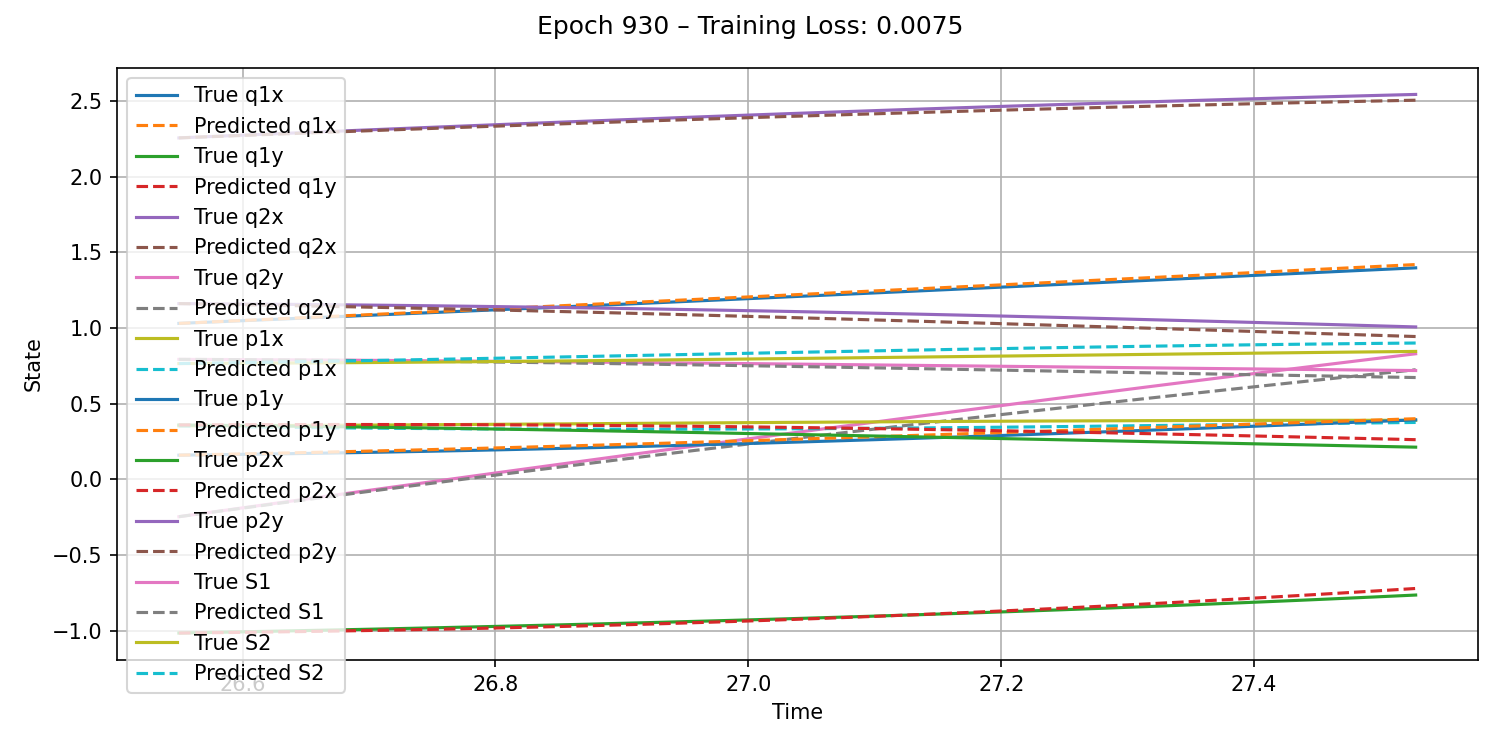 Epoch 930 – Training Loss: 0.0075
State
2.5
2.0
1.5
1.0
0.5
0.0
−0.5
−1.0
True q1x
Predicted q1x
True q1y
Predicted q1y
True q2x
Predicted q2x
True q2y
Predicted q2y
True p1x
Predicted p1x
True p1y
Predicted p1y
True p2x
Predicted p2x
True p2y
Predicted p2y
True S1
Predicted S1
True S2
Predicted S2
26.6 26.8 27.0 27.2 27.4
Time